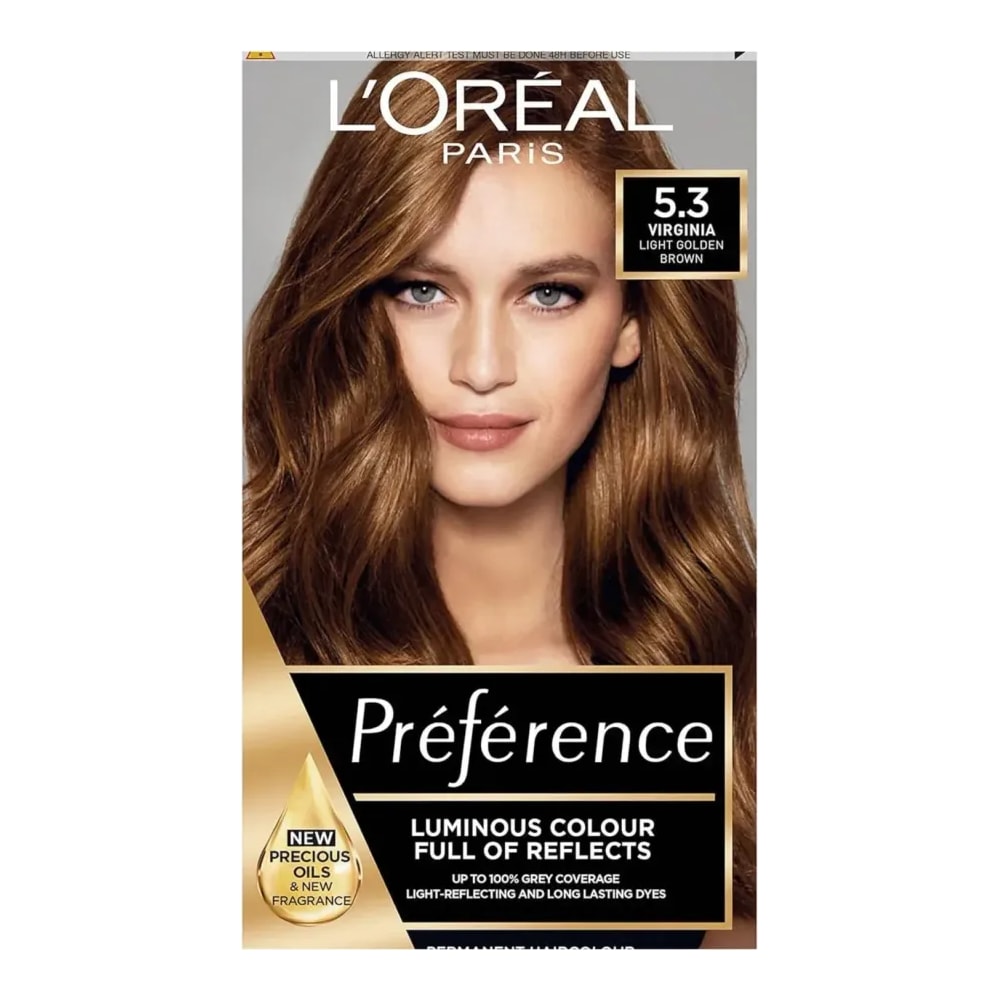 ALLERGY ALERT TEST MUST BE DONE 48H BEFORE USE
L'ORÉAL
PARiS
5.3
VIRGINIA
LIGHT GOLDEN
BROWN
Préférence
LUMINOUS COLOUR
FULL OF REFLECTS
UP TO 100% GREY COVERAGE
LIGHT-REFLECTING AND LONG LASTING DYES
NEW
PRECIOUS
OILS
& NEW
FRAGRANCE
PERMANENT HAIRCOLOUR